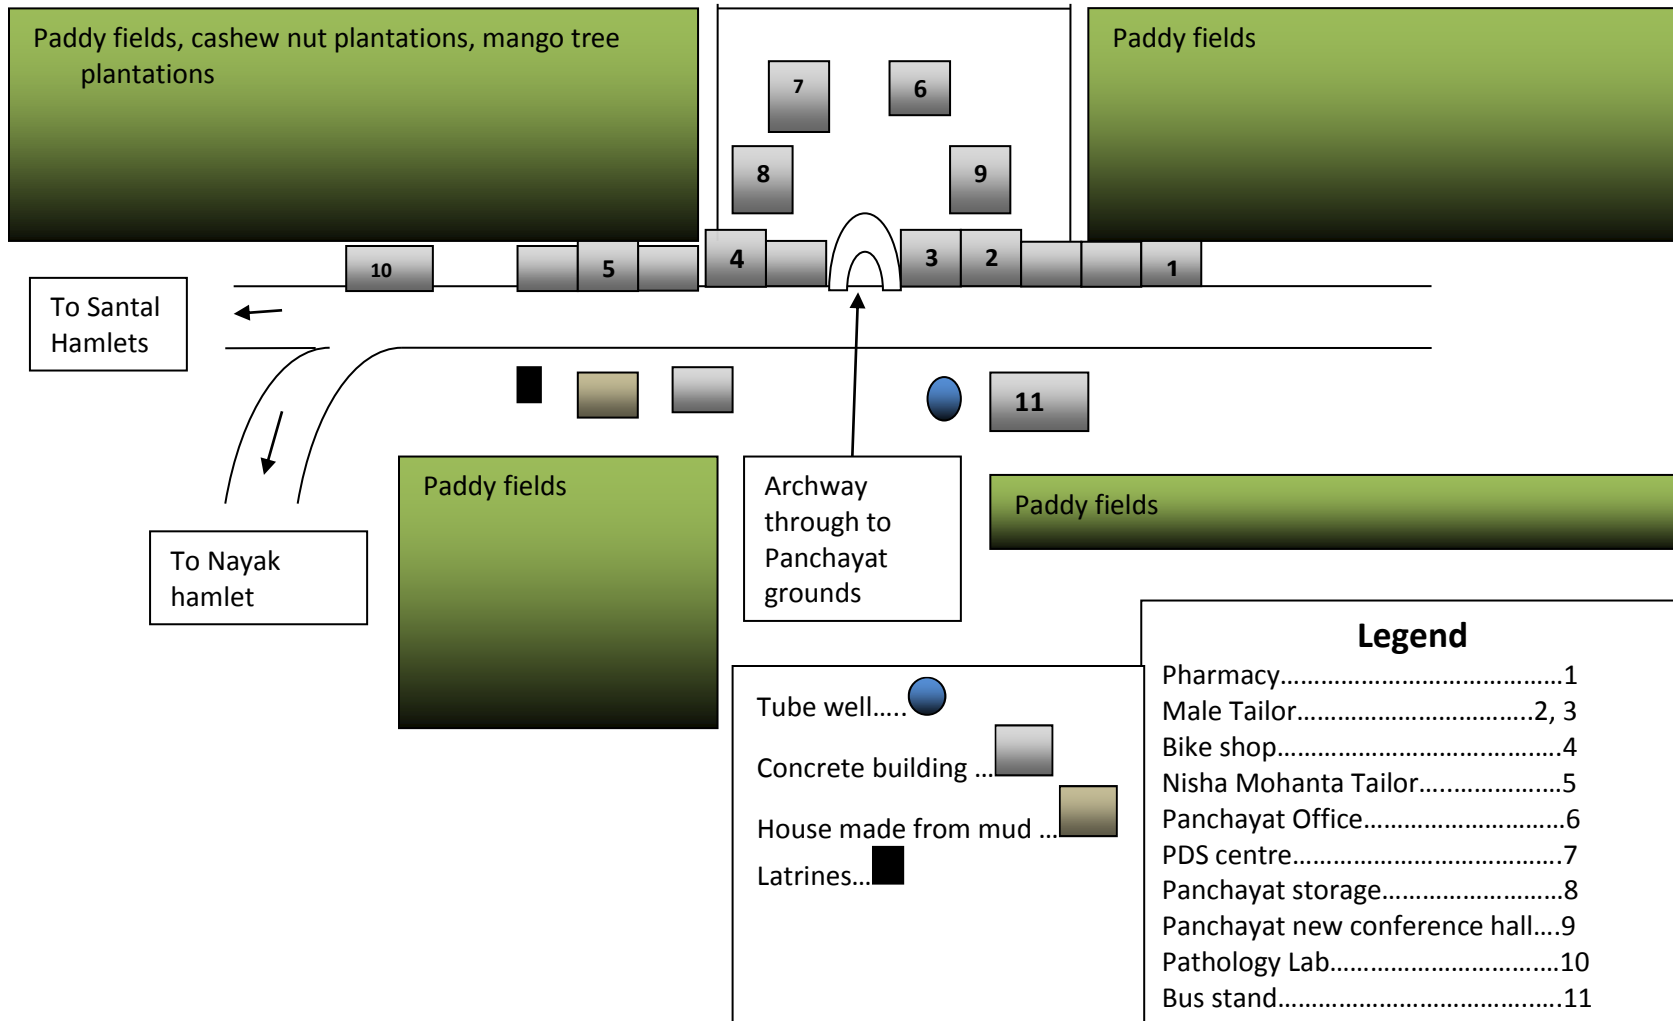 Paddy fields, cashew nut plantations, mango tree
plantations
Paddy fields
7
6
8
9
10
5
4
3
2
1
To Santal
Hamlets
11
Paddy fields
Archway
through to
Panchayat
grounds
Paddy fields
To Nayak
hamlet
Legend
Pharmacy……………………………………1
Male Tailor………………………………2, 3
Bike shop……………………………………4
Nisha Mohanta Tailor…………………5
Panchayat Office…………………………6
PDS centre…………………………………7
Panchayat storage………………………8
Panchayat new conference hall….9
Pathology Lab……………………………10
Bus stand……………………………………11
Tube well…..
Concrete building …
House made from mud …
Latrines…